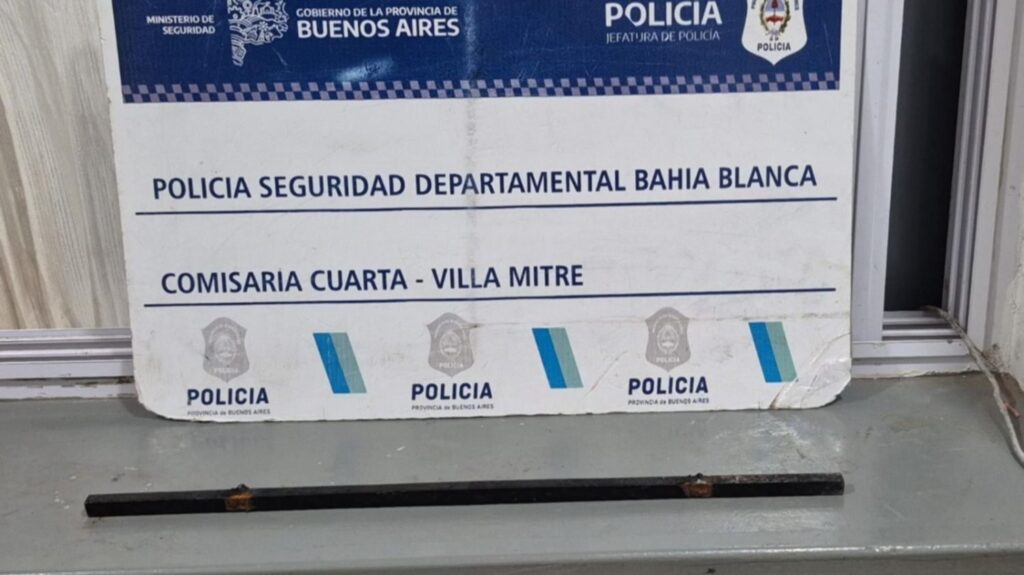 MINISTERIO DE
SEGURIDAD
GOBIERNO DE LA PROVINCIA DE
BUENOS AIRES
POLICIA
JEFATURA DE POLICÍA
POLICIA
POLICIA SEGURIDAD DEPARTAMENTAL BAHIA BLANCA
COMISARIA CUARTA - VILLA MITRE
POLICIA
PROVINCIA de BUENOS AIRES
POLICIA
PROVINCIA de BUENOS AIRES
POLICIA
PROVINCIA de BUENOS AIRES